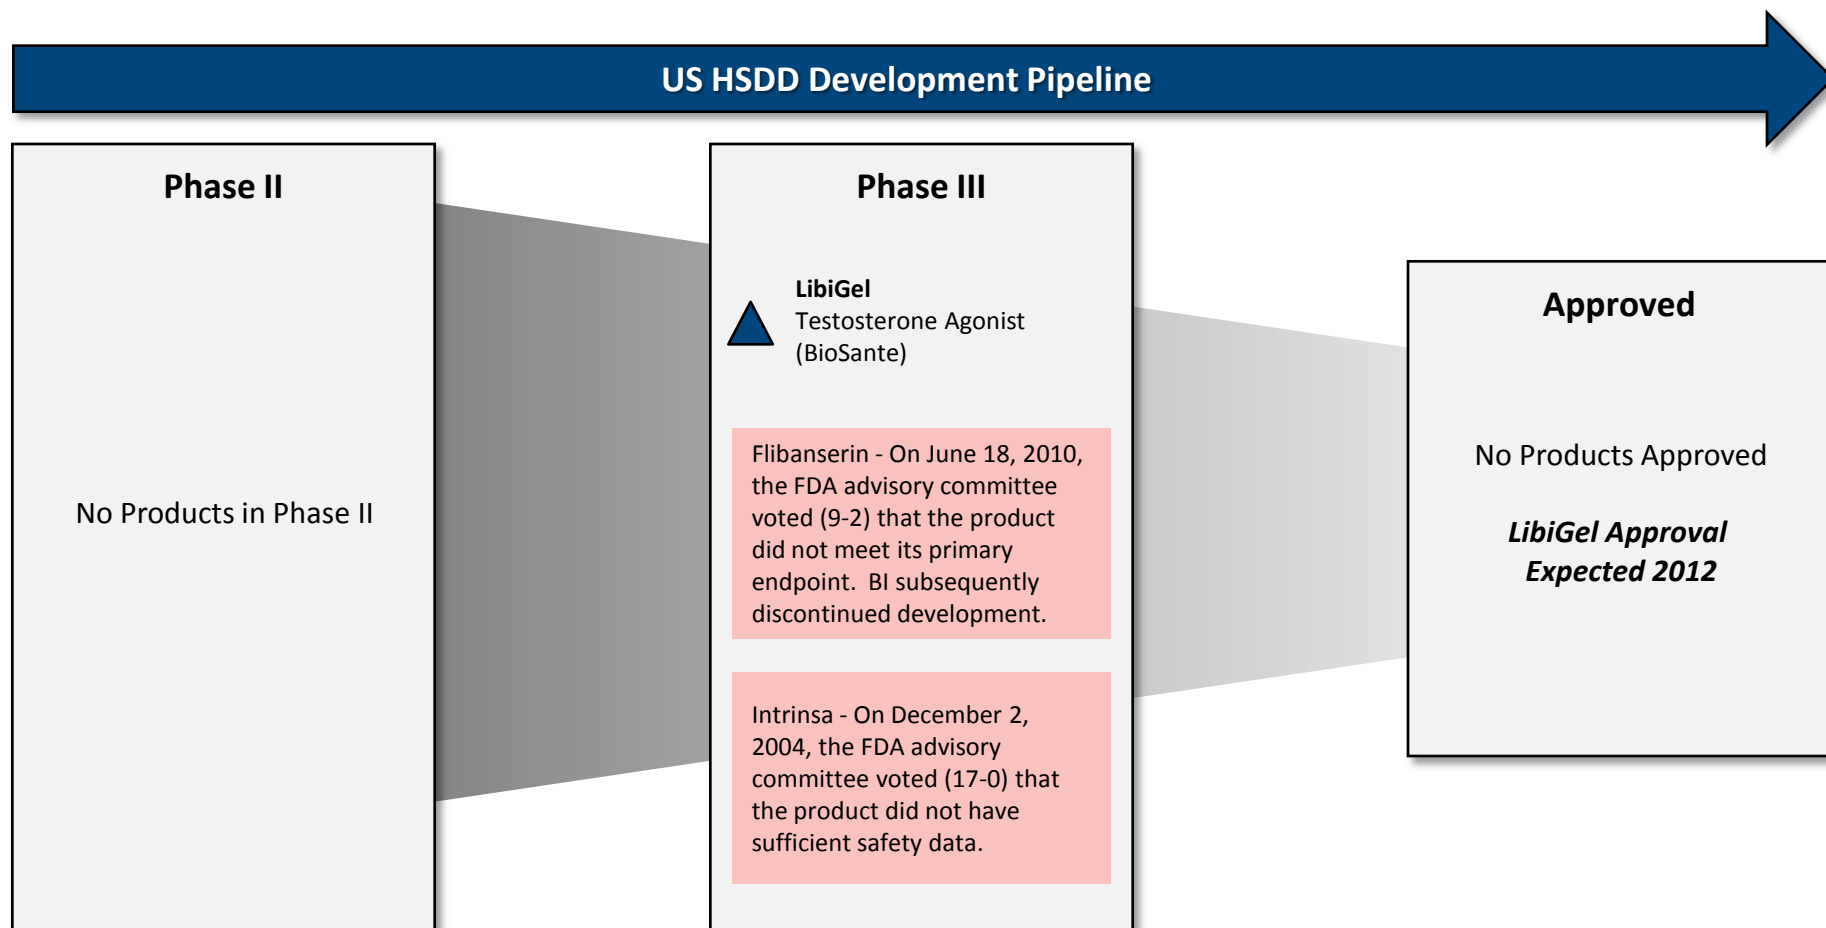 US HSDD Development Pipeline
Phase II
No Products in Phase II
Phase III
LibiGel
Testosterone Agonist
(BioSante)
Flibanserin - On June 18, 2010,
the FDA advisory committee
voted (9-2) that the product
did not meet its primary
endpoint.  BI subsequently
discontinued development.
Intrinsa - On December 2,
2004, the FDA advisory
committee voted (17-0) that
the product did not have
sufficient safety data.
Approved
No Products Approved
LibiGel Approval
Expected 2012